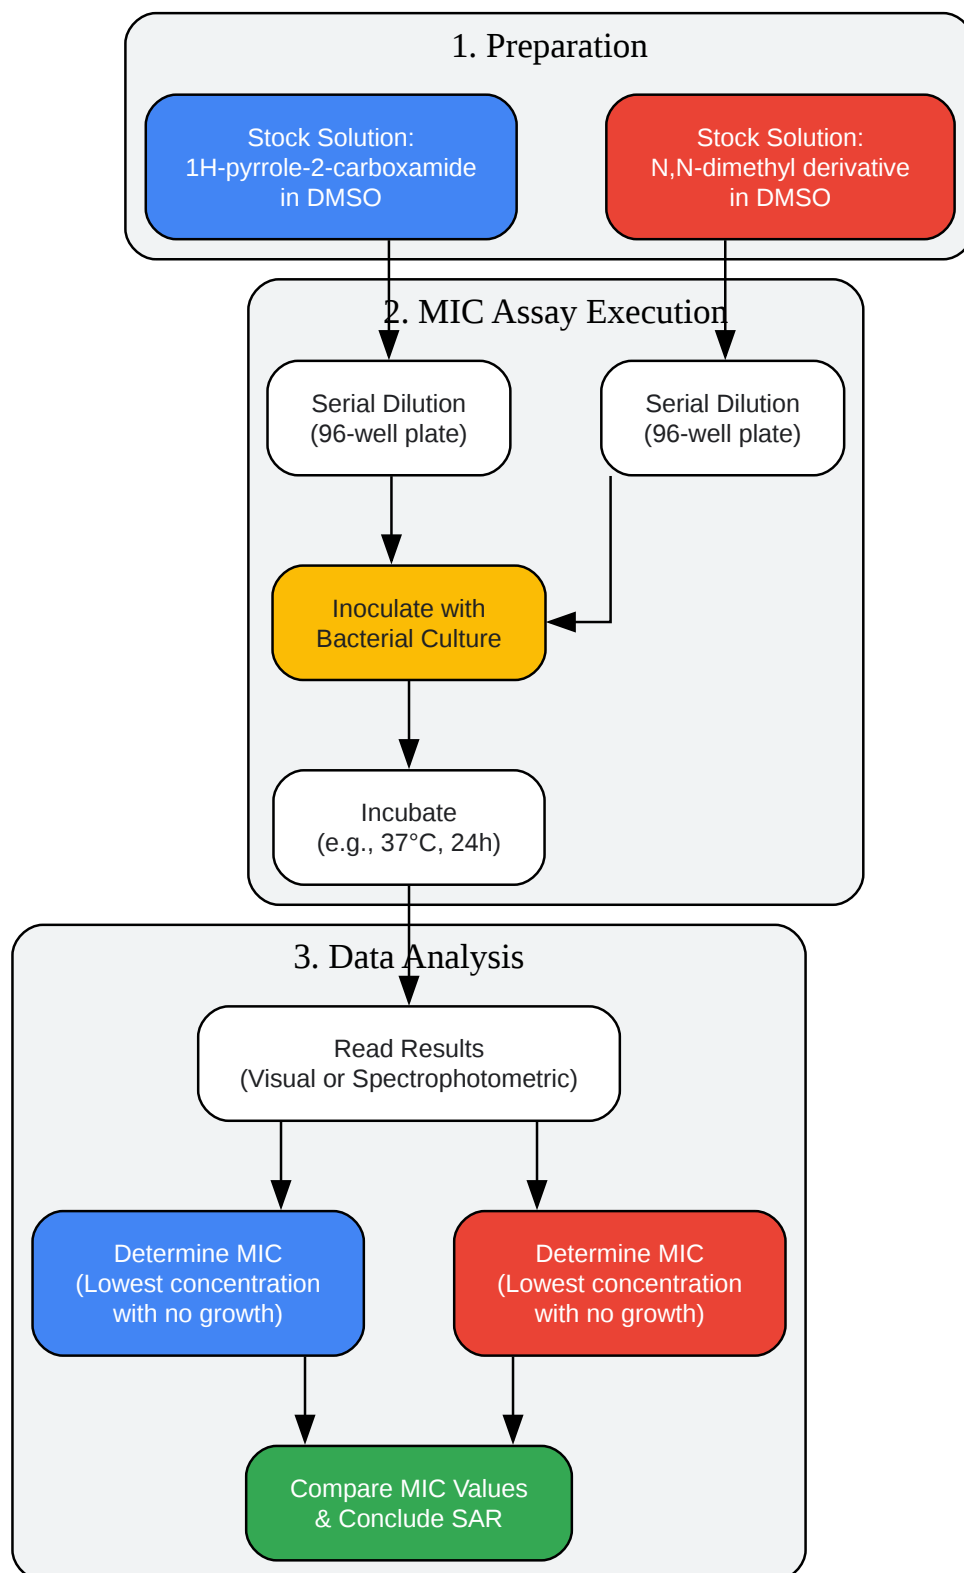 1. Preparation
Stock Solution:
1H-pyrrole-2-carboxamide
in DMSO
Stock Solution:
N,N-dimethyl derivative
in DMSO
2. MIC Assay Execution
Serial Dilution
(96-well plate)
Serial Dilution
(96-well plate)
Inoculate with
Bacterial Culture
Incubate
(e.g., 37°C, 24h)
3. Data Analysis
Read Results
(Visual or Spectrophotometric)
Determine MIC
(Lowest concentration
with no growth)
Determine MIC
(Lowest concentration
with no growth)
Compare MIC Values
& Conclude SAR